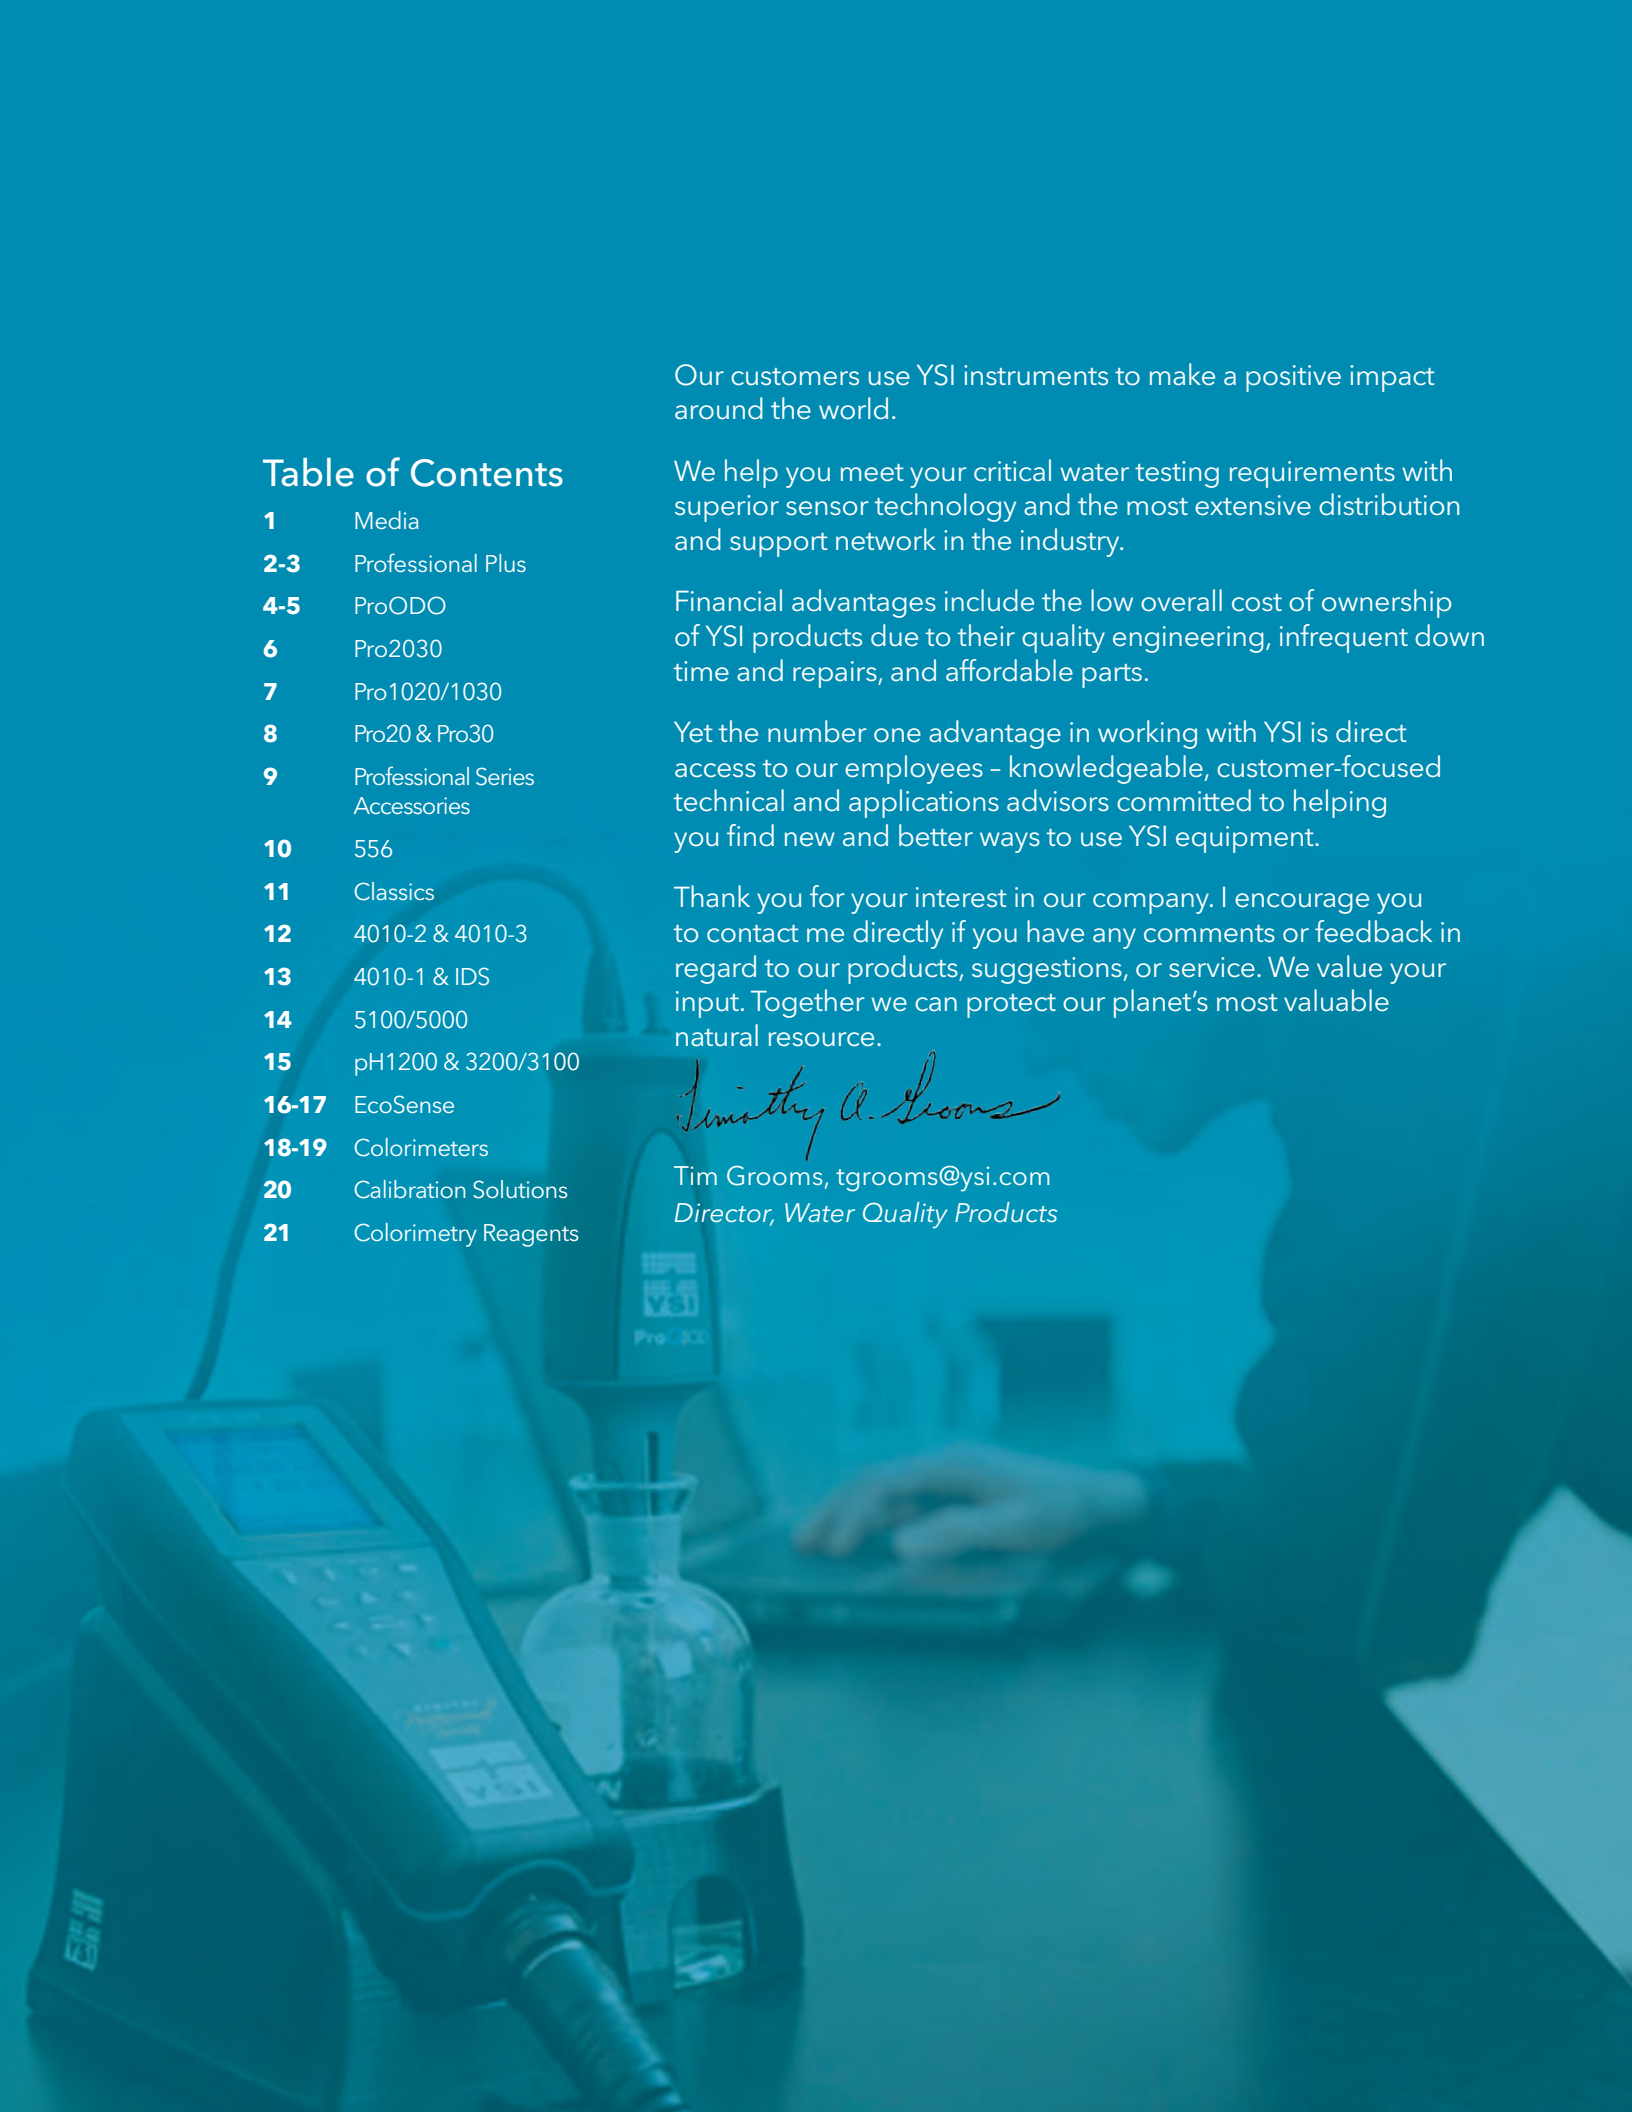 Our customers use YSI instruments to make a positive impact
around the world.
We help you meet your critical water testing requirements with
superior sensor technology and the most extensive distribution
and support network in the industry.
Financial advantages include the low overall cost of ownership
of YSI products due to their quality engineering, infrequent down
time and repairs, and affordable parts.
Yet the number one advantage in working with YSI is direct
access to our employees – knowledgeable, customer-focused
technical and applications advisors committed to helping
you find new and better ways to use YSI equipment.
Thank you for your interest in our company. I encourage you
to contact me directly if you have any comments or feedback in
regard to our products, suggestions, or service. We value your
input. Together we can protect our planet’s most valuable
natural resource.
Timothy A. Grooms
Tim Grooms, tgrooms@ysi.com
Director, Water Quality Products
Table of Contents
1 Media
2-3 Professional Plus
4-5 ProODO
6 Pro2030
7 Pro1020/1030
8 Pro20 & Pro30
9 Professional Series
Accessories
10 556
11 Classics
12 4010-2 & 4010-3
13 4010-1 & IDS
14 5100/5000
15 pH1200 & 3200/3100
16-17 EcoSense
18-19 Colorimeters
20 Calibration Solutions
21 Colorimetry Reagents
YSI
YSI